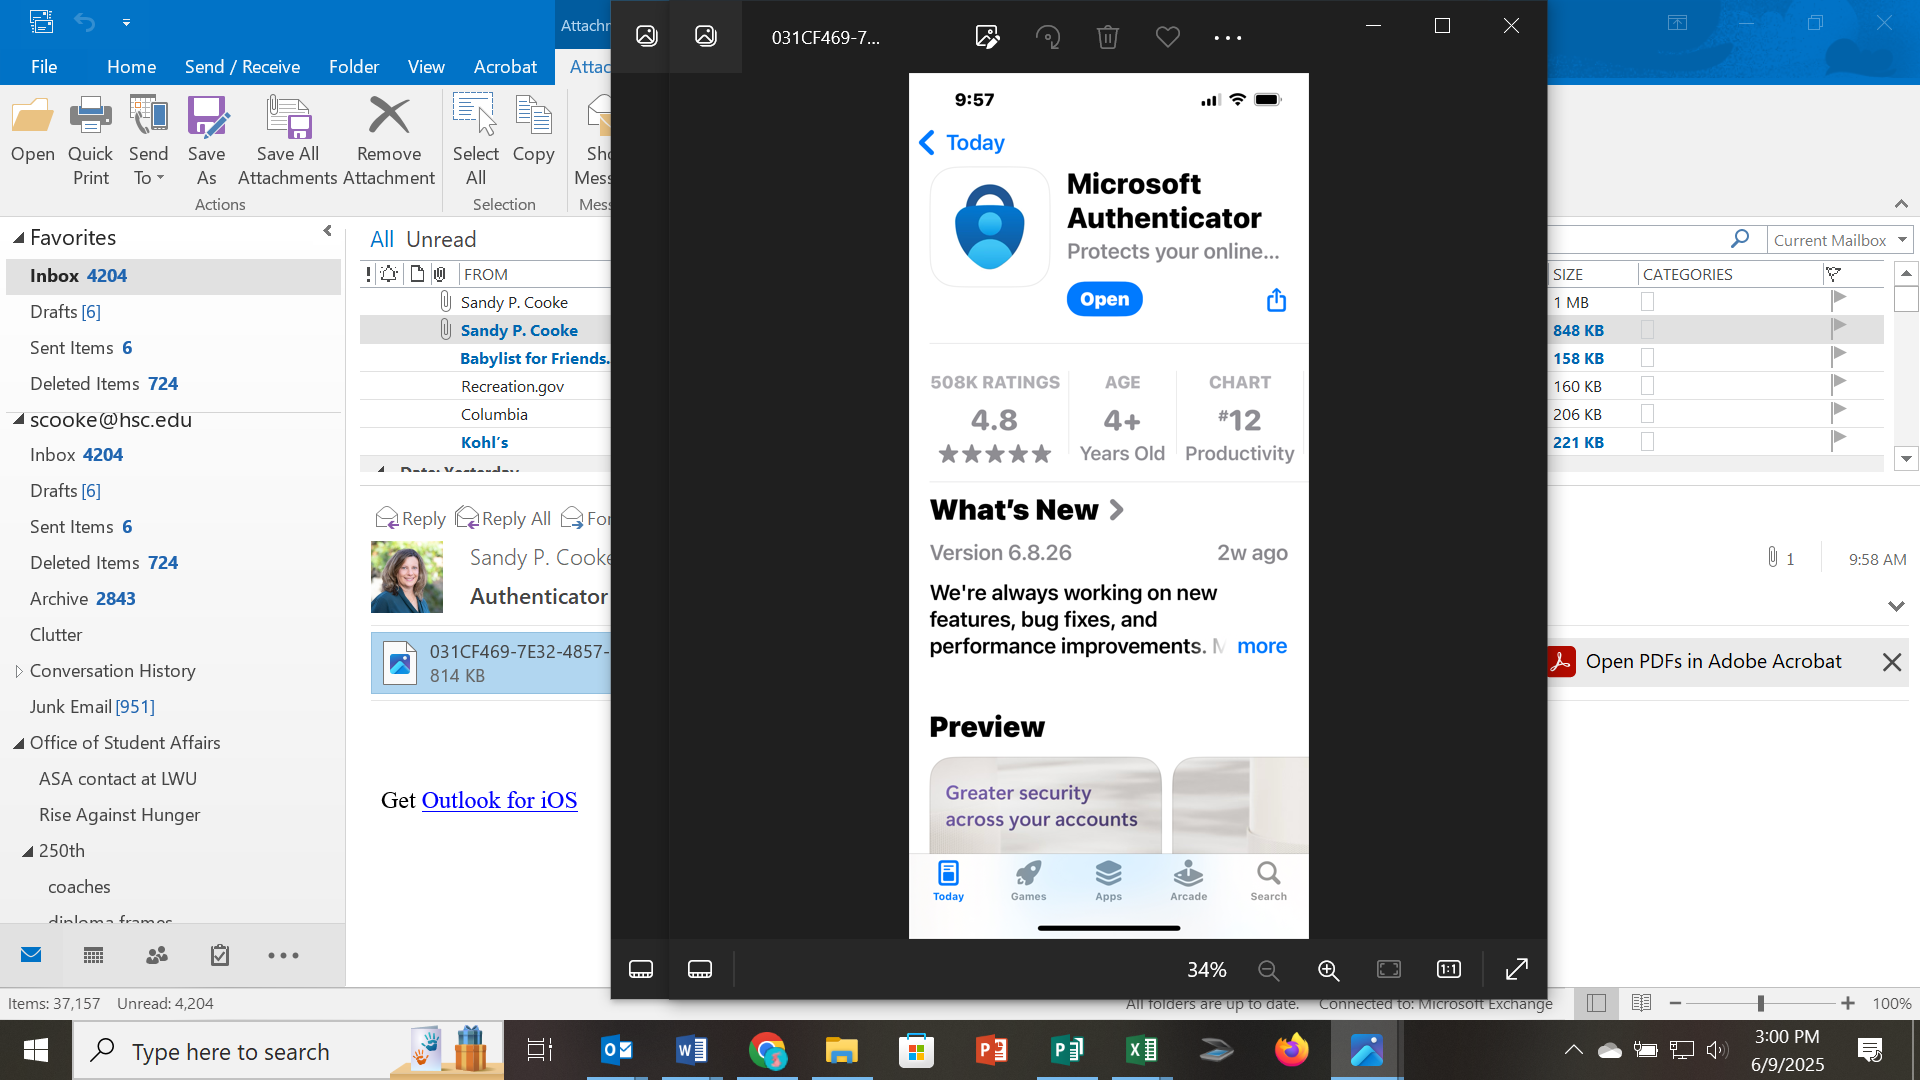 Attachr
File
Home
Send / Receive
Folder
View
Acrobat
Attac
Open
Quick
Print
Send
To
Save
As
Save All
Attachments
Remove
Attachment
Select
All
Copy
Sho
Mess
Actions
Selection
Mes
Favorites
Inbox 4204
Drafts [6]
Sent Items 6
Deleted Items 724
scooke@hsc.edu
Inbox 4204
Drafts [6]
Sent Items 6
Deleted Items 724
Archive 2843
Clutter
Conversation History
Junk Email [951]
Office of Student Affairs
ASA contact at LWU
Rise Against Hunger
250th
coaches
diploma frames
Items: 37,157
Unread: 4,204
All Unread
FROM
Sandy P. Cooke
Sandy P. Cooke
Babylist for Friends.
Recreation.gov
Columbia
Kohl's
Date: Yesterday
Reply
Reply All
For
Sandy P. Cooke
Authenticator
031CF469-7E32-4857-
814 KB
Get Outlook for iOS
031CF469-7...
9:57
Today
Microsoft
Authenticator
Protects your online...
Open
508K RATINGS
4.8
AGE
4+
Years Old
CHART
#12
Productivity
What's New
Version 6.8.26
2w ago
We're always working on new
features, bug fixes, and
performance improvements. M more
Preview
Greater security
across your accounts
Today
Games
Apps
Arcade
Search
34%
1:1
Current Mailbox
SIZE
CATEGORIES
1 MB
848 KB
158 KB
160 KB
206 KB
221 KB
1
9:58 AM
Open PDFs in Adobe Acrobat
All folders are up to date.
Connected to: Microsoft Exchange
100%
Type here to search
3:00 PM
6/9/2025